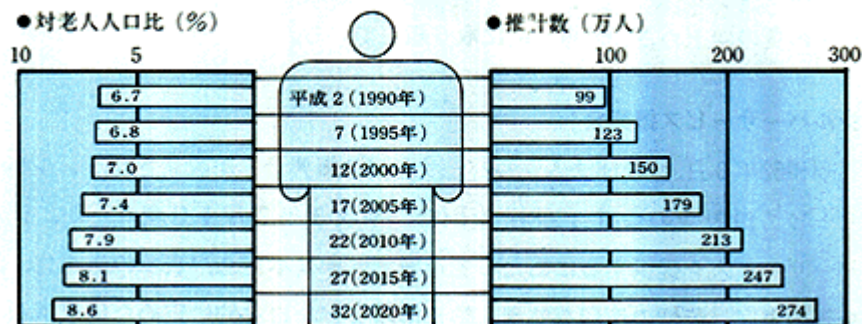 ●対老人人口比（％） ●推計数（万人）
10 5 100 200 300
6.7 平成 2 (1990年) 99
6.8 7 (1995年) 123
7.0 12(2000年) 150
7.4 17(2005年) 179
7.9 22(2010年) 213
8.1 27(2015年) 247
8.6 32(2020年) 274